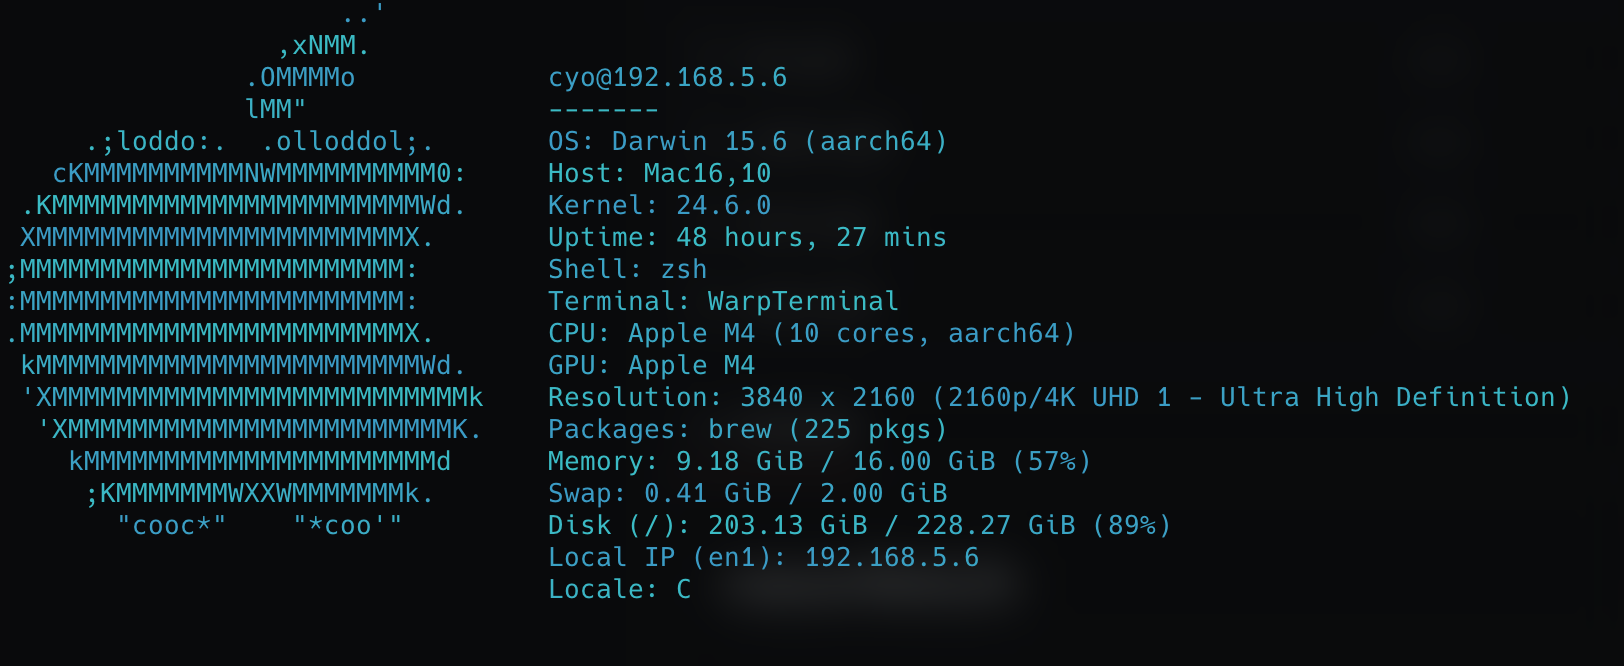 ..'
,xNMM.
.OMMMMo
lMM"
.;loddo:.  .olloddol;.
cKMMMMMMMMMMNWMMMMMMMMMM0:
.KMMMMMMMMMMMMMMMMMMMMMMMWd.
XMMMMMMMMMMMMMMMMMMMMMMMX.
;MMMMMMMMMMMMMMMMMMMMMMMM:
:MMMMMMMMMMMMMMMMMMMMMMMM:
.MMMMMMMMMMMMMMMMMMMMMMMMX.
kMMMMMMMMMMMMMMMMMMMMMMMMWd.
'XMMMMMMMMMMMMMMMMMMMMMMMMMMk
'XMMMMMMMMMMMMMMMMMMMMMMMMK.
kMMMMMMMMMMMMMMMMMMMMMMd
;KMMMMMMMWXXWMMMMMMMk.
"cooc*"    "*coo'"
cyo@192.168.5.6
-------
OS: Darwin 15.6 (aarch64)
Host: Mac16,10
Kernel: 24.6.0
Uptime: 48 hours, 27 mins
Shell: zsh
Terminal: WarpTerminal
CPU: Apple M4 (10 cores, aarch64)
GPU: Apple M4
Resolution: 3840 x 2160 (2160p/4K UHD 1 - Ultra High Definition)
Packages: brew (225 pkgs)
Memory: 9.18 GiB / 16.00 GiB (57%)
Swap: 0.41 GiB / 2.00 GiB
Disk (/): 203.13 GiB / 228.27 GiB (89%)
Local IP (en1): 192.168.5.6
Locale: C